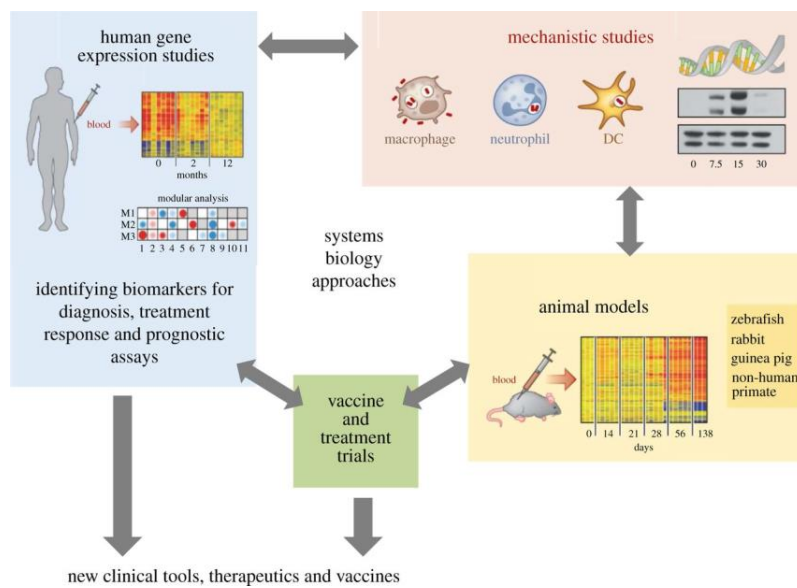 human gene
expression studies
blood
0 2 12
months
modular analysis
M1
M2
M3
1 2 3 4 5 6 7 8 9 10 11
identifying biomarkers for
diagnosis, treatment
response and prognostic
assays
mechanistic studies
macrophage
neutrophil
DC
0 7.5 15 30
systems
biology
approaches
animal models
blood
0 14 21 28 56 138
days
zebrafish
rabbit
guinea pig
non-human
primate
vaccine
and
treatment
trials
new clinical tools, therapeutics and vaccines